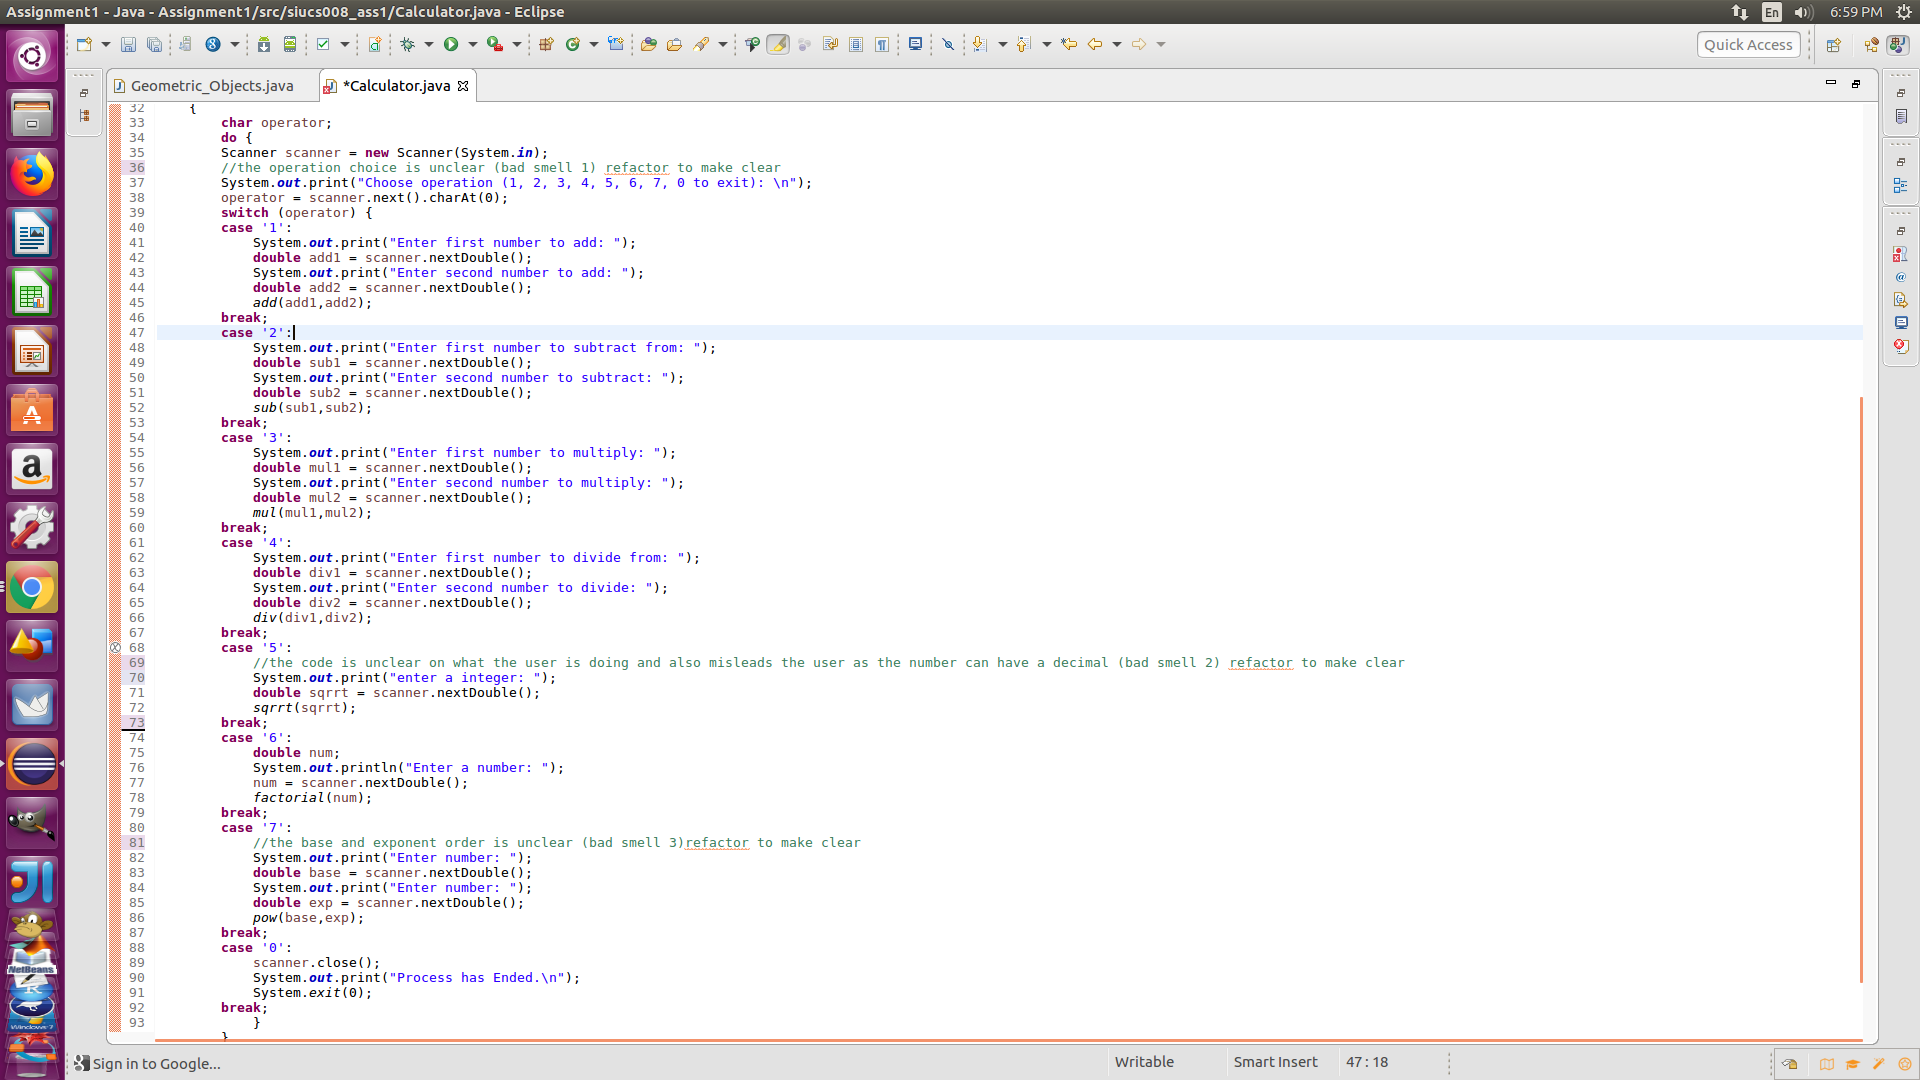 Assignment1 - Java - Assignment1/src/siucs008_ass1/Calculator.java - Eclipse
En
6:59 PM
Quick Access
Geometric_Objects.java
*Calculator.java
32 {
33 char operator;
34 do {
35 Scanner scanner = new Scanner(System.in);
36 //the operation choice is unclear (bad smell 1) refactor to make clear
37 System.out.print("Choose operation (1, 2, 3, 4, 5, 6, 7, 0 to exit): \n");
38 operator = scanner.next().charAt(0);
39 switch (operator) {
40 case '1':
41 System.out.print("Enter first number to add: ");
42 double add1 = scanner.nextDouble();
43 System.out.print("Enter second number to add: ");
44 double add2 = scanner.nextDouble();
45 add(add1,add2);
46 break;
47 case '2':
48 System.out.print("Enter first number to subtract from: ");
49 double sub1 = scanner.nextDouble();
50 System.out.print("Enter second number to subtract: ");
51 double sub2 = scanner.nextDouble();
52 sub(sub1,sub2);
53 break;
54 case '3':
55 System.out.print("Enter first number to multiply: ");
56 double mul1 = scanner.nextDouble();
57 System.out.print("Enter second number to multiply: ");
58 double mul2 = scanner.nextDouble();
59 mul(mul1,mul2);
60 break;
61 case '4':
62 System.out.print("Enter first number to divide from: ");
63 double div1 = scanner.nextDouble();
64 System.out.print("Enter second number to divide: ");
65 double div2 = scanner.nextDouble();
66 div(div1,div2);
67 break;
68 case '5':
69 //the code is unclear on what the user is doing and also misleads the user as the number can have a decimal (bad smell 2) refactor to make clear
70 System.out.print("enter a integer: ");
71 double sqrrt = scanner.nextDouble();
72 sqrrt(sqrrt);
73 break;
74 case '6':
75 double num;
76 System.out.println("Enter a number: ");
77 num = scanner.nextDouble();
78 factorial(num);
79 break;
80 case '7':
81 //the base and exponent order is unclear (bad smell 3)refactor to make clear
82 System.out.print("Enter number: ");
83 double base = scanner.nextDouble();
84 System.out.print("Enter number: ");
85 double exp = scanner.nextDouble();
86 pow(base,exp);
87 break;
88 case '0':
89 scanner.close();
90 System.out.print("Process has Ended.\n");
91 System.exit(0);
92 break;
93 }
}
NetBeans
Sign in to Google...
Writable
Smart Insert
47 : 18